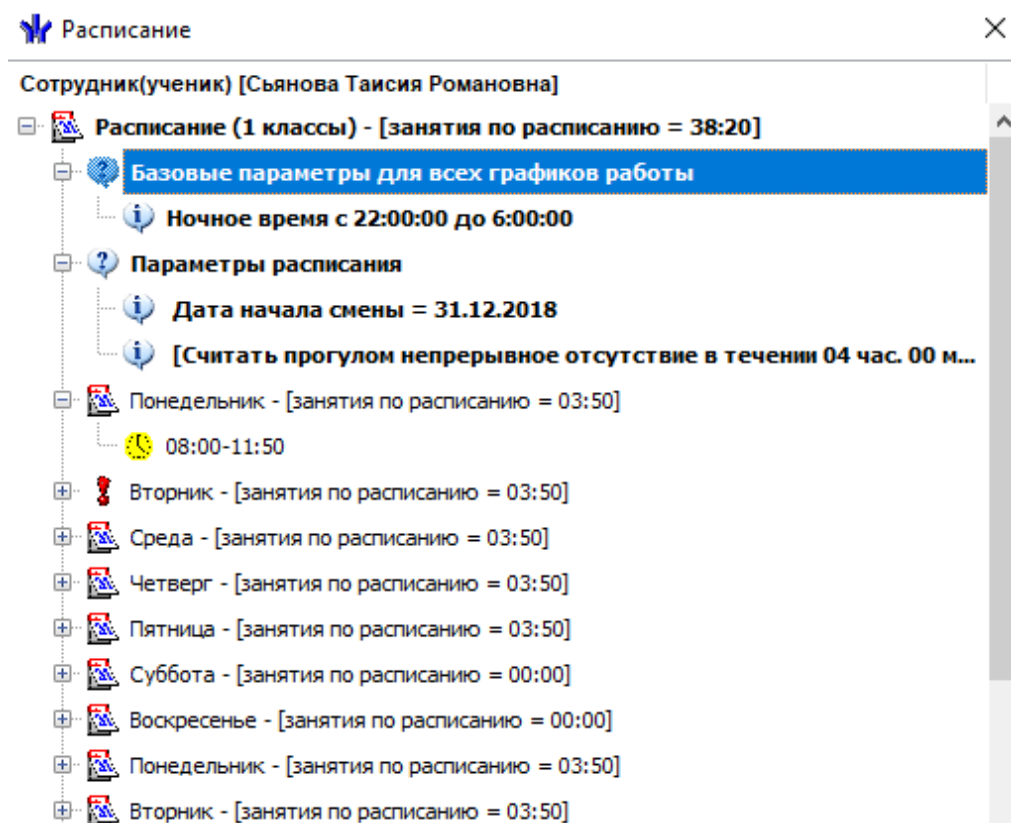 Расписание
Сотрудник(ученик) [Сьянова Таисия Романовна]
Расписание (1 классы) - [занятия по расписанию = 38:20]
Базовые параметры для всех графиков работы
Ночное время с 22:00:00 до 6:00:00
Параметры расписания
Дата начала смены = 31.12.2018
[Считать прогулом непрерывное отсутствие в течении 04 час. 00 м...
Понедельник - [занятия по расписанию = 03:50]
08:00-11:50
Вторник - [занятия по расписанию = 03:50]
Среда - [занятия по расписанию = 03:50]
Четверг - [занятия по расписанию = 03:50]
Пятница - [занятия по расписанию = 03:50]
Суббота - [занятия по расписанию = 00:00]
Воскресенье - [занятия по расписанию = 00:00]
Понедельник - [занятия по расписанию = 03:50]
Вторник - [занятия по расписанию = 03:50]